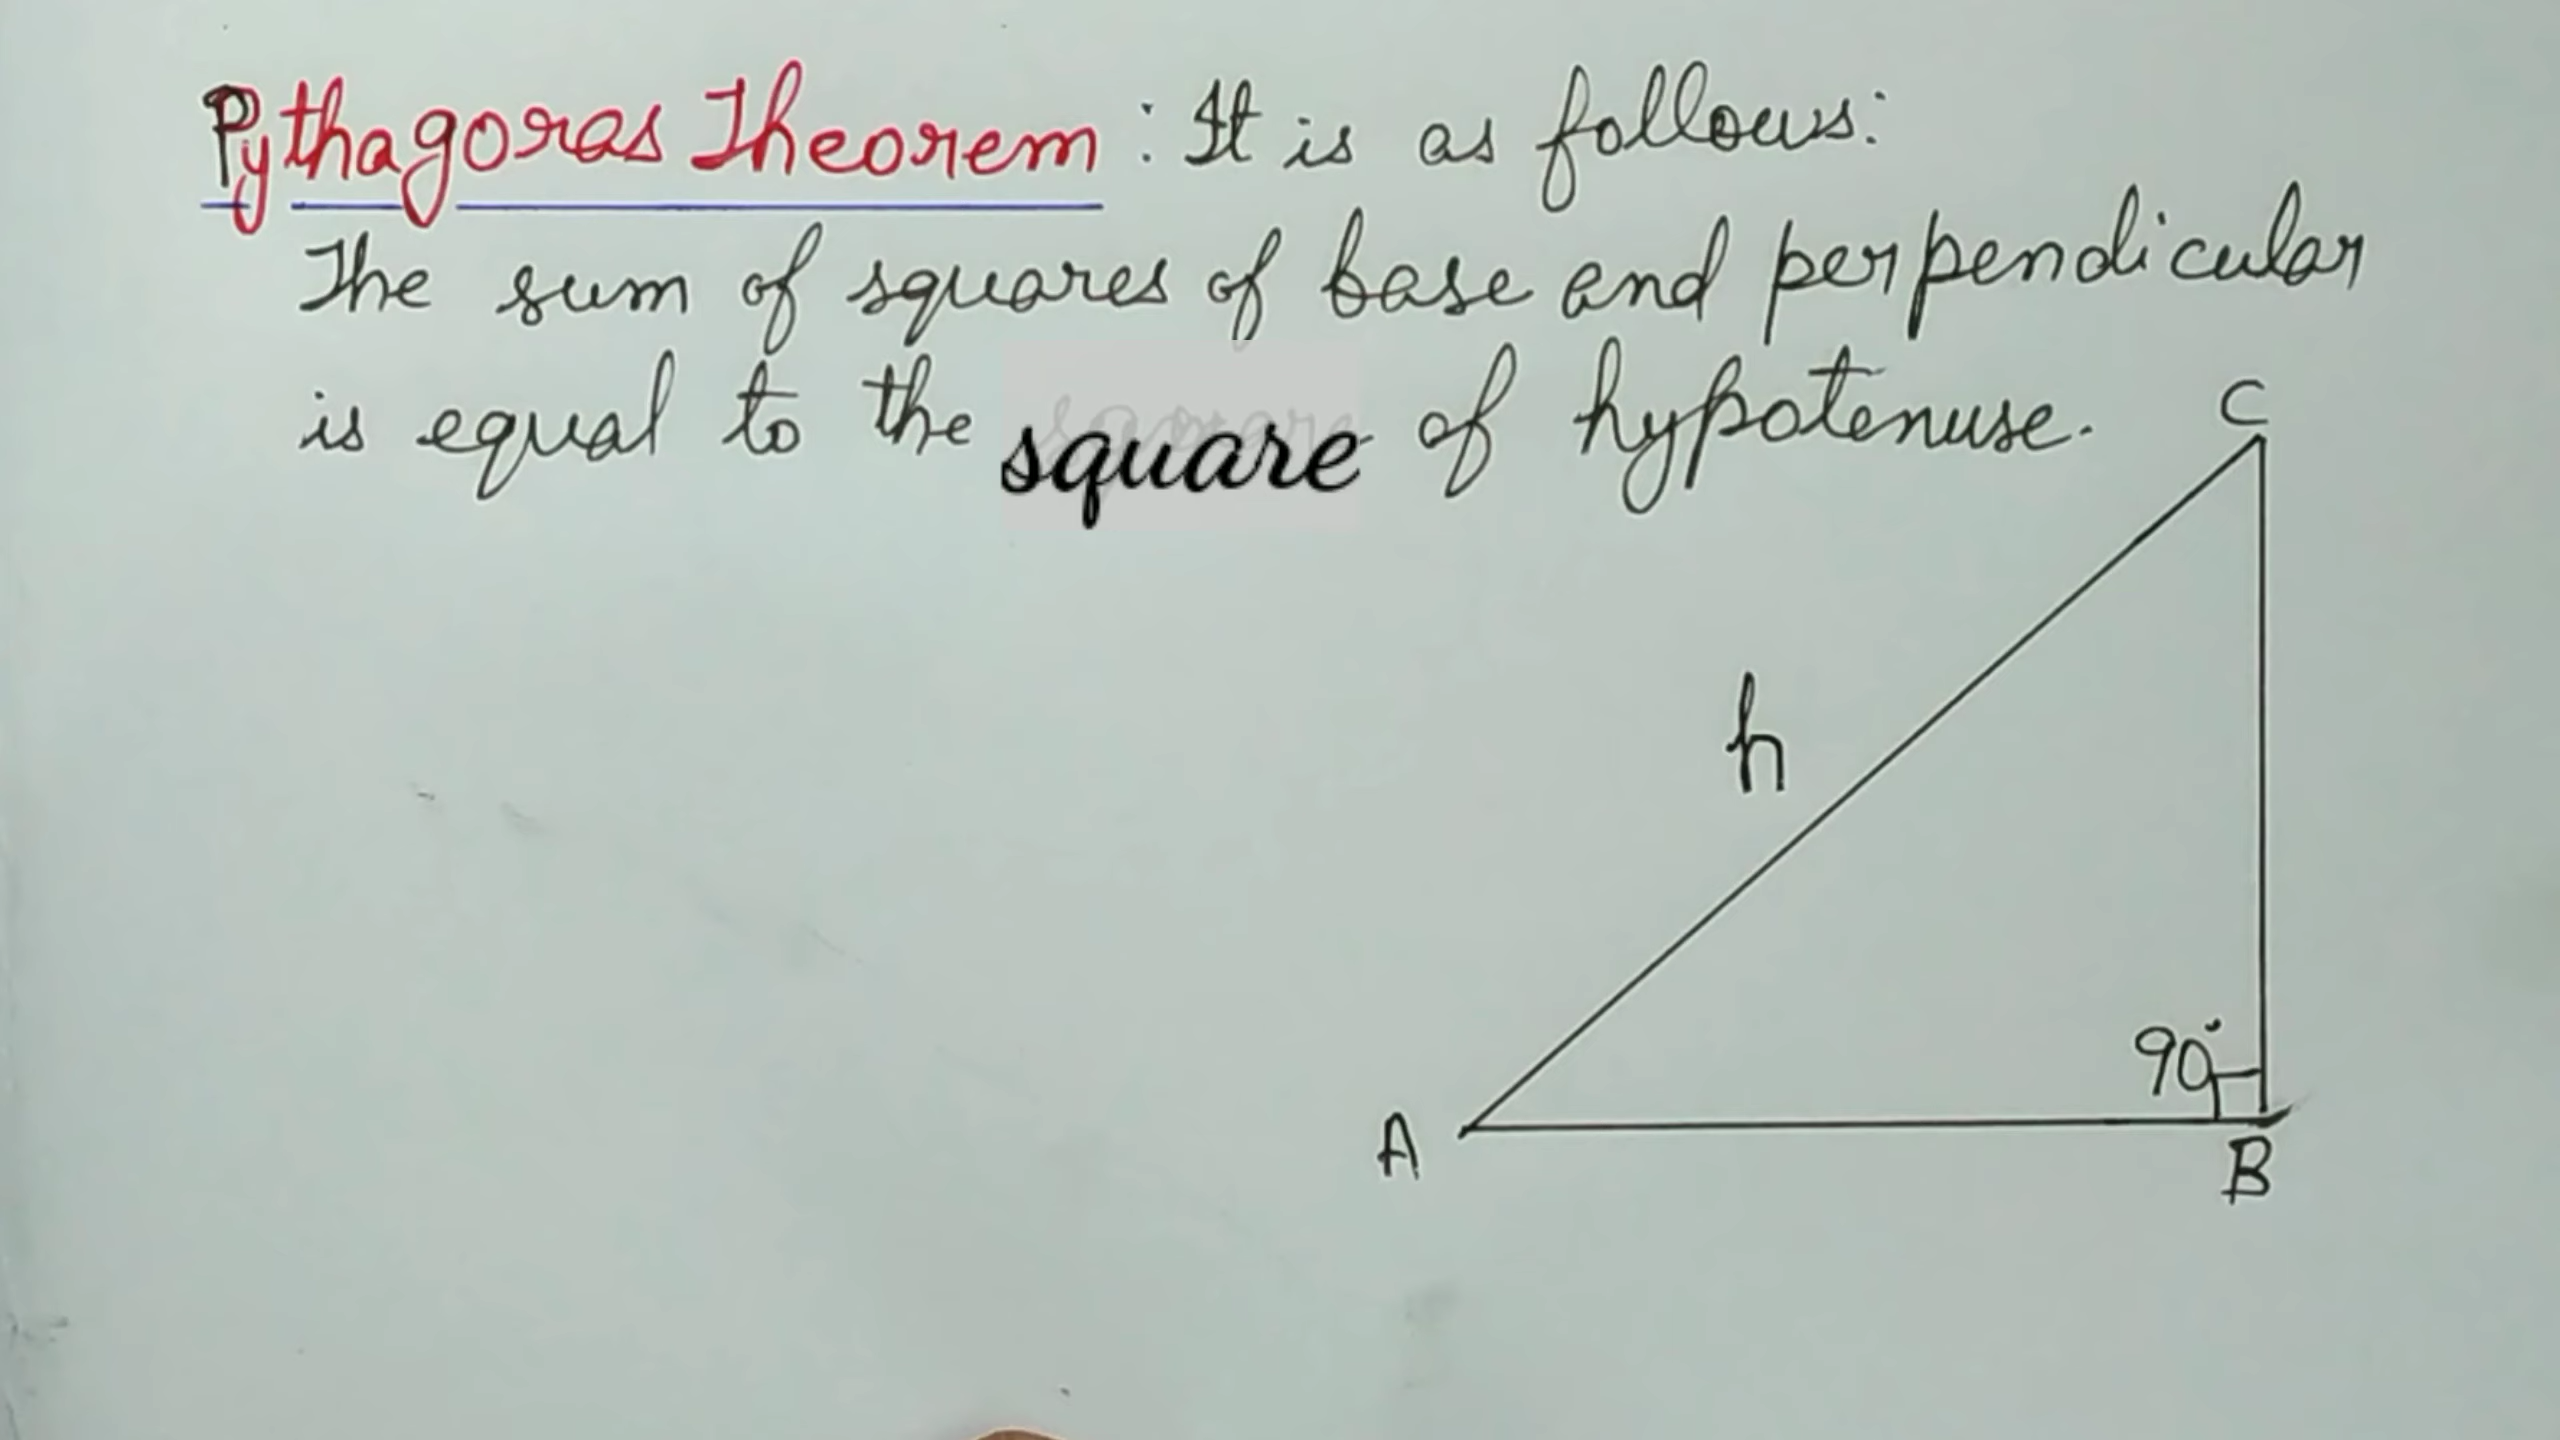 Pythagoras Theorem : It is as follows:
The sum of squares of base and perpendicular
is equal to the square of hypotenuse.
C
h
90°
A
B